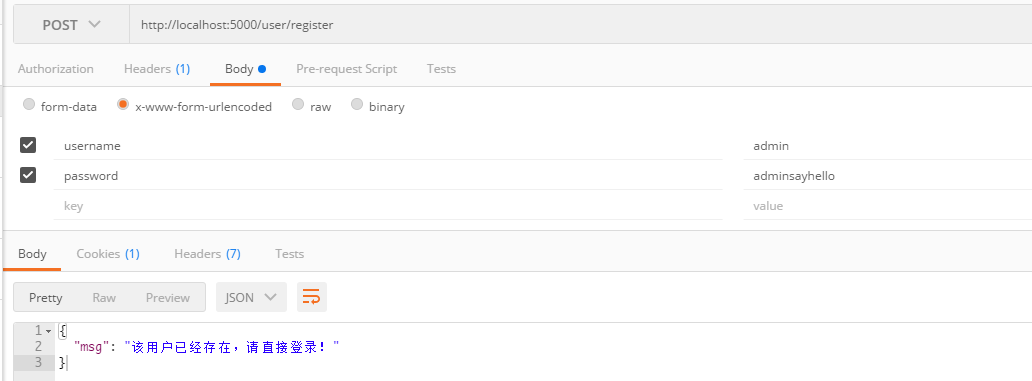 POST http://localhost:5000/user/register
Authorization Headers (1) Body Pre-request Script Tests
form-data x-www-form-urlencoded raw binary
username admin
password adminsayhello
key value
Body Cookies (1) Headers (7) Tests
Pretty Raw Preview JSON
1 {
2 "msg": "该用户已经存在，请直接登录！"
3 }